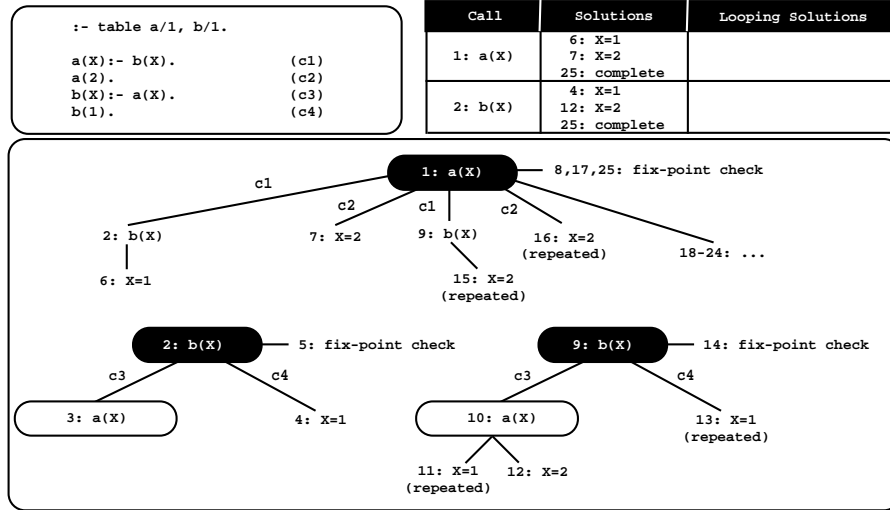 :- table a/1, b/1.
a(X):- b(X). (c1)
a(2). (c2)
b(X):- a(X). (c3)
b(1). (c4)
Call Solutions Looping Solutions
1: a(X)
6: X=1
7: X=2
25: complete
2: b(X)
4: X=1
12: X=2
25: complete
1: a(X)
8,17,25: fix-point check
c1
c2
c1
c2
2: b(X)
7: X=2
9: b(X)
16: X=2
(repeated)
18-24: ...
6: X=1
15: X=2
(repeated)
2: b(X)
5: fix-point check
c3
c4
3: a(X)
4: X=1
9: b(X)
14: fix-point check
c3
c4
10: a(X)
13: X=1
(repeated)
11: X=1
(repeated)
12: X=2